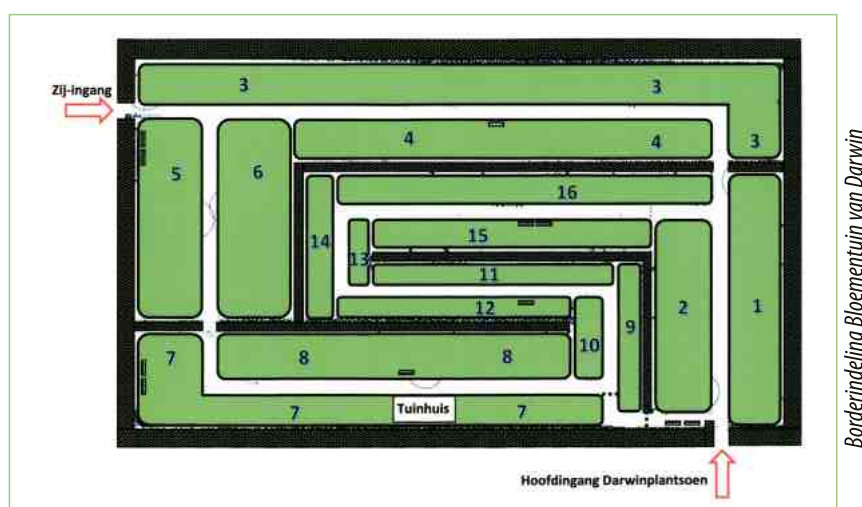 Zij-ingang
3 3
4 4 3
5 6
16
14 15
13
11
12 9 2 1
10
7 8 8
7 Tuinhuis 7
Hoofdingang Darwinplantsoen
Borderindeling Bloementuin van Darwin